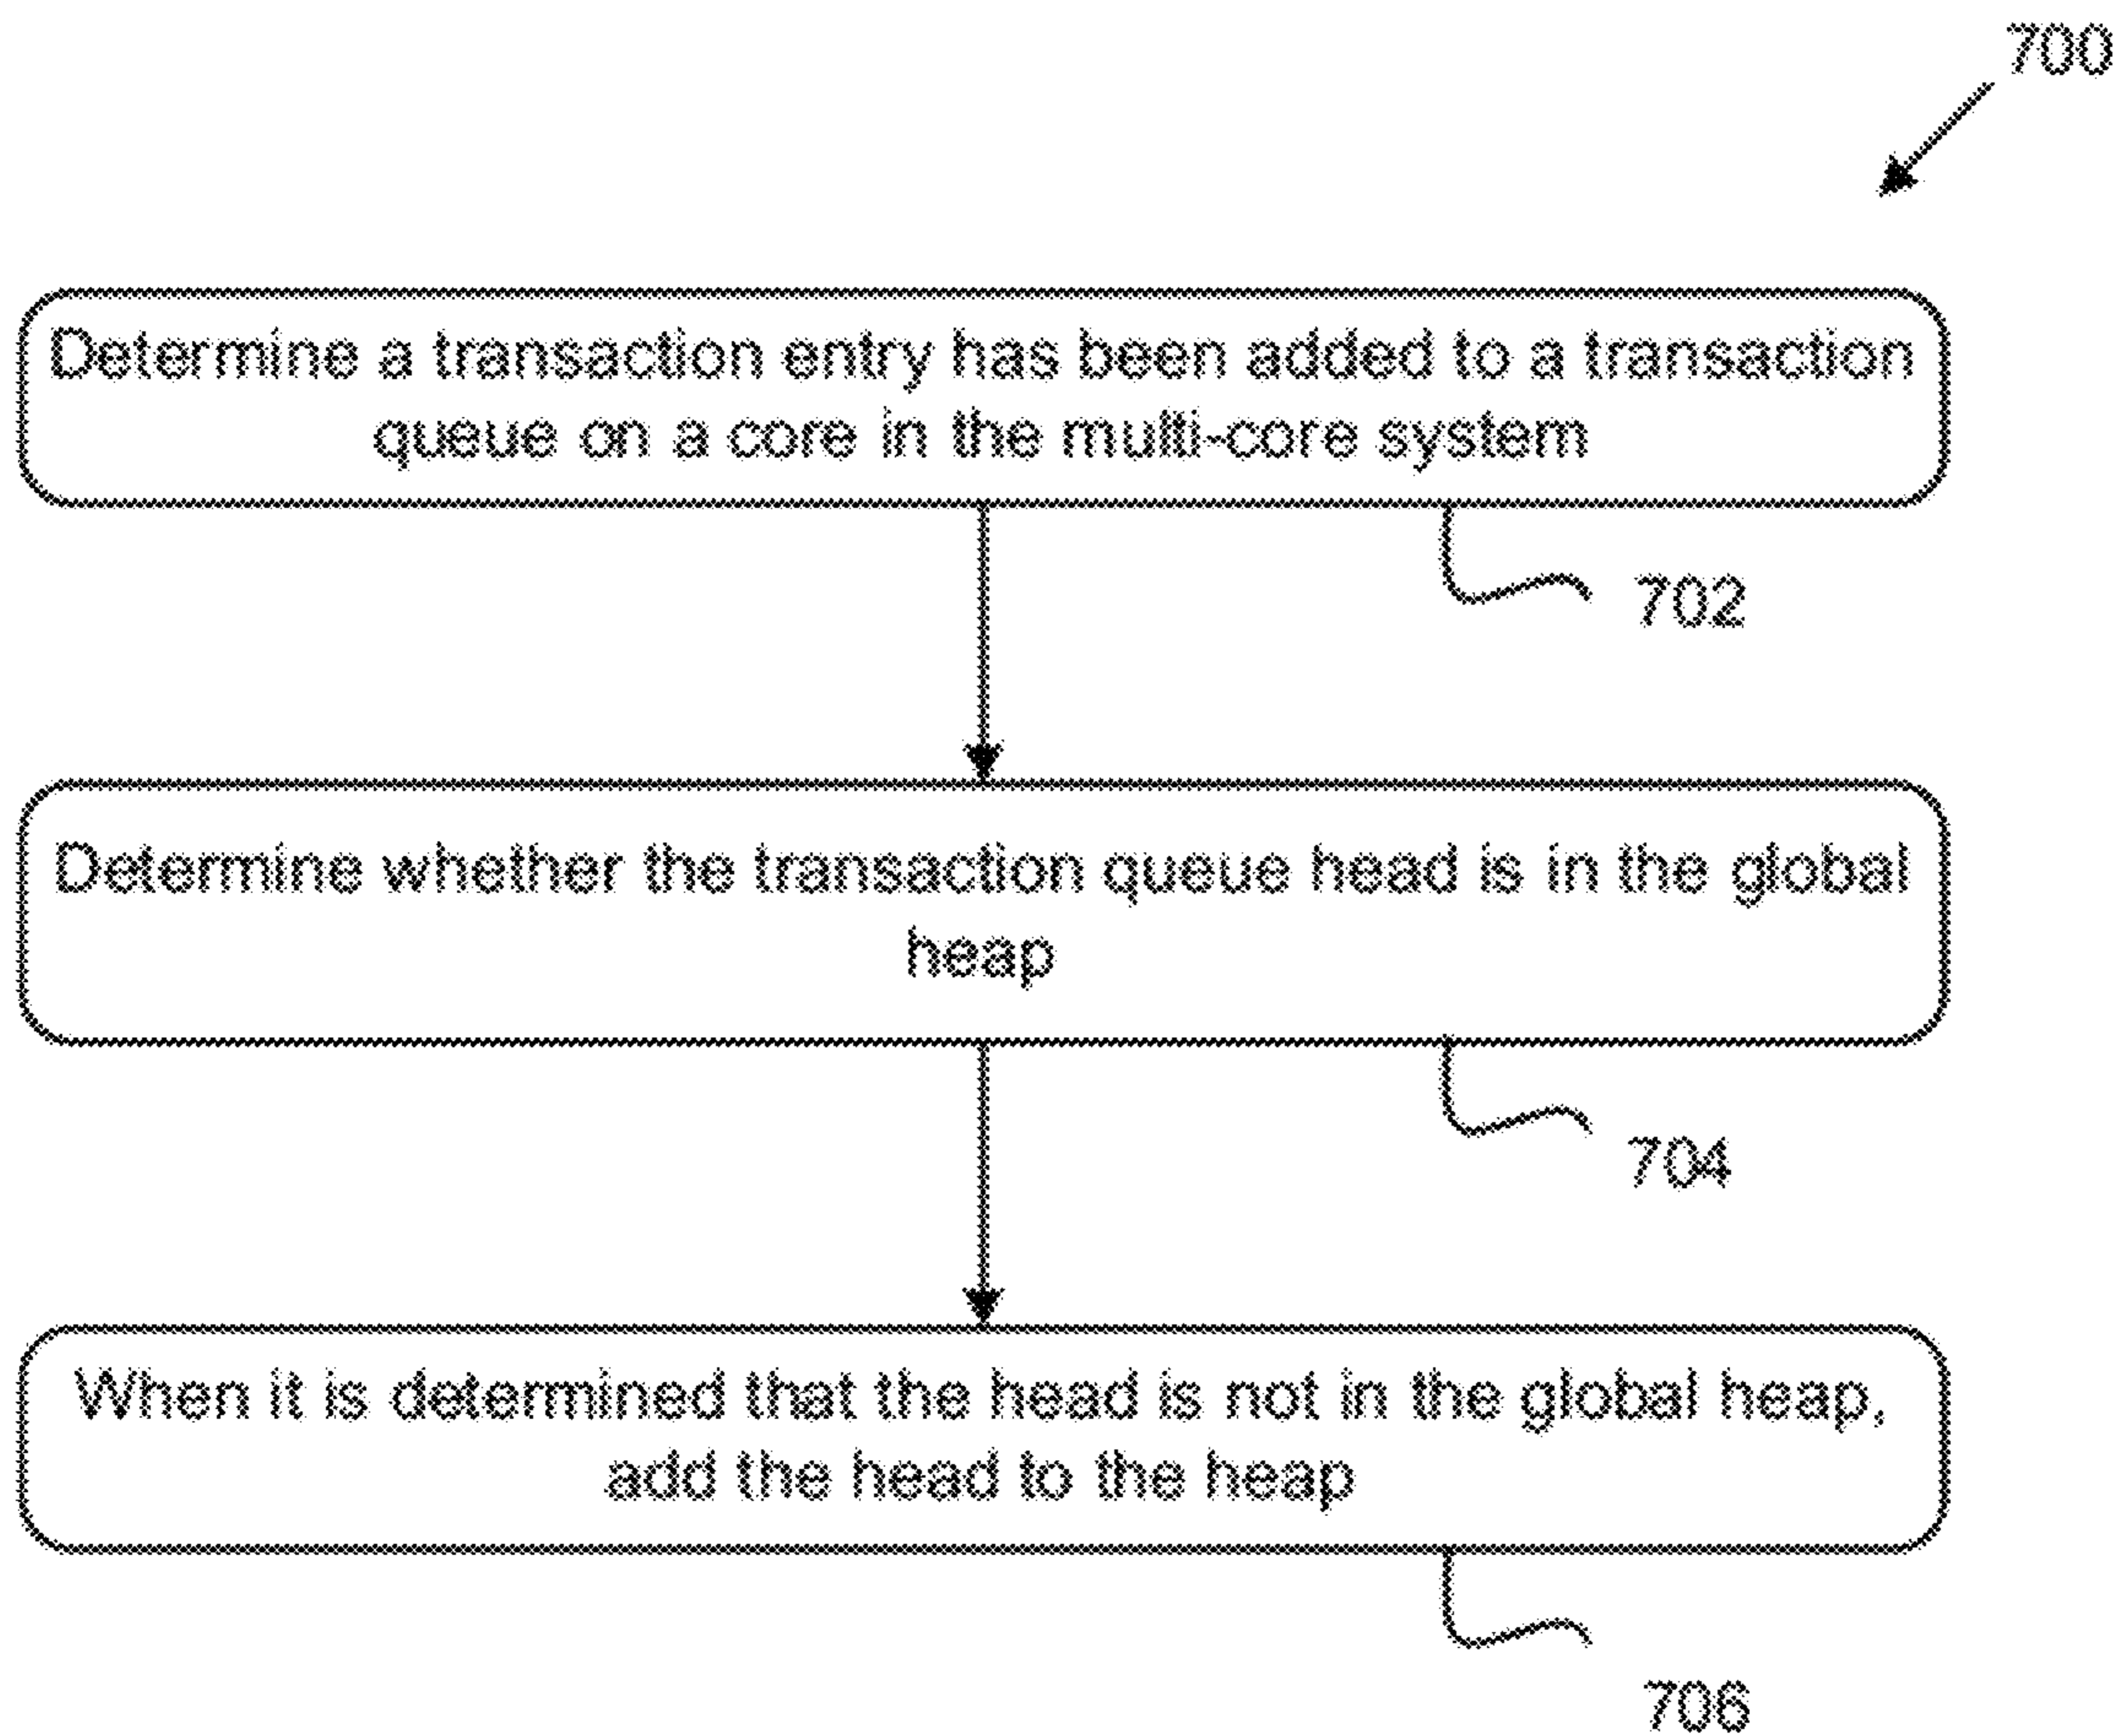 700
Determine a transaction entry has been added to a transaction
queue on a core in the multi-core system
702
Determine whether the transaction queue head is in the global
heap
704
When it is determined that the head is not in the global heap,
add the head to the heap
706